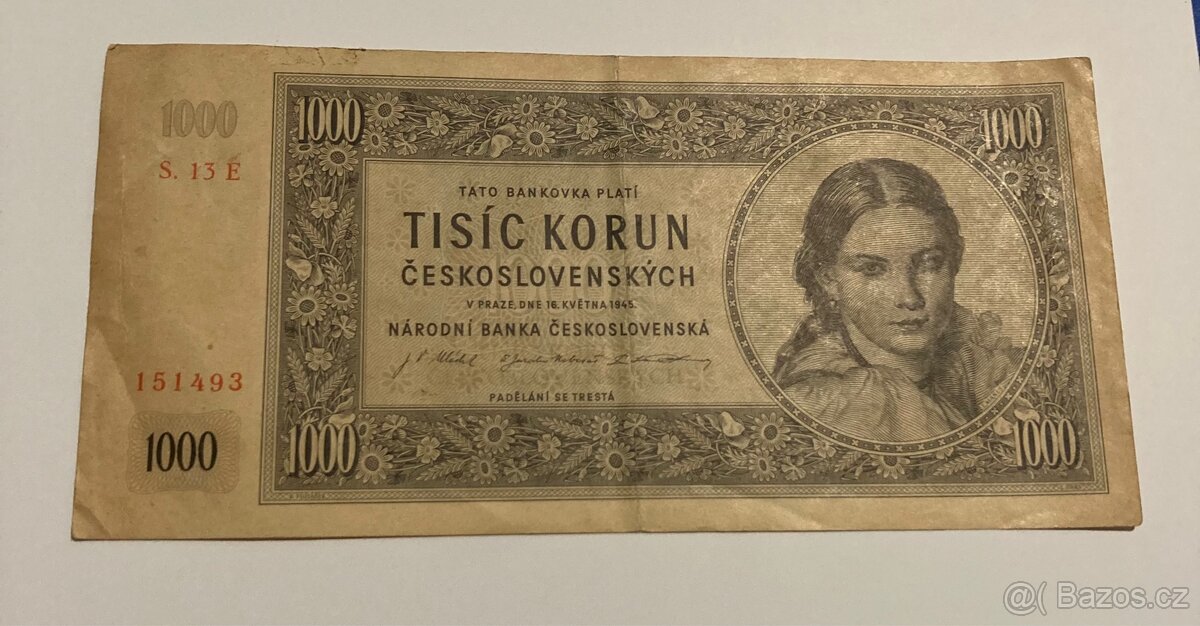 1000
S. 13 E
151493
1000
1000
1000
TATO BANKOVKA PLATÍ
TISÍC KORUN
ČESKOSLOVENSKÝCH
V PRAZE, DNE 16. KVĚTNA 1945.
NÁRODNÍ BANKA ČESKOSLOVENSKÁ
PADĚLÁNÍ SE TRESTÁ
1000
1000
@( Bazos.cz